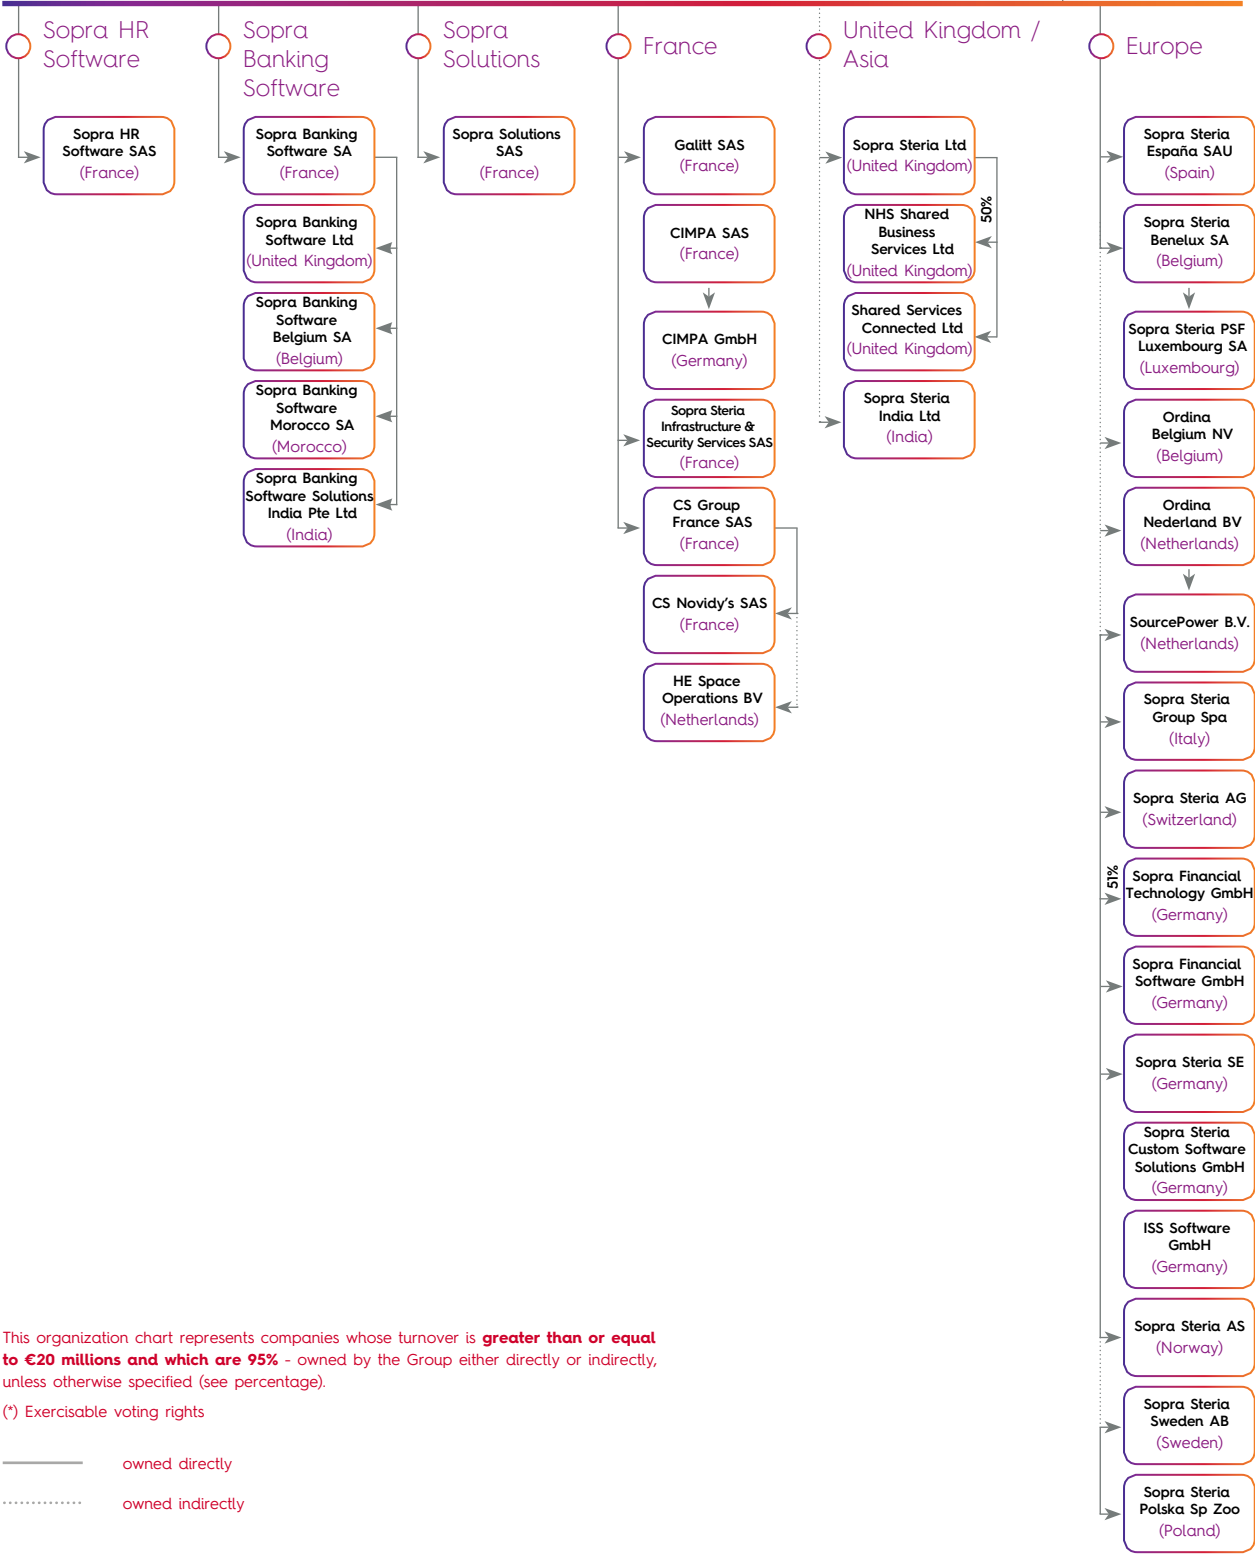 Sopra HR
Software
Sopra HR
Software SAS
(France)
Sopra
Banking
Software
Sopra Banking
Software SA
(France)
Sopra Banking
Software Ltd
(United Kingdom)
Sopra Banking
Software
Belgium SA
(Belgium)
Sopra Banking
Software
Morocco SA
(Morocco)
Sopra Banking
Software Solutions
India Pte Ltd
(India)
Sopra
Solutions
Sopra Solutions
SAS
(France)
France
Galitt SAS
(France)
CIMPA SAS
(France)
CIMPA GmbH
(Germany)
Sopra Steria
Infrastructure &
Security Services SAS
(France)
CS Group
France SAS
(France)
CS Novidy's SAS
(France)
HE Space
Operations BV
(Netherlands)
United Kingdom /
Asia
Sopra Steria Ltd
(United Kingdom)
50%
NHS Shared
Business
Services Ltd
(United Kingdom)
Shared Services
Connected Ltd
(United Kingdom)
Sopra Steria
India Ltd
(India)
Europe
Sopra Steria
España SAU
(Spain)
Sopra Steria
Benelux SA
(Belgium)
Sopra Steria PSF
Luxembourg SA
(Luxembourg)
Ordina
Belgium NV
(Belgium)
Ordina
Nederland BV
(Netherlands)
SourcePower B.V.
(Netherlands)
Sopra Steria
Group Spa
(Italy)
Sopra Steria AG
(Switzerland)
51%
Sopra Financial
Technology GmbH
(Germany)
Sopra Financial
Software GmbH
(Germany)
Sopra Steria SE
(Germany)
Sopra Steria
Custom Software
Solutions GmbH
(Germany)
ISS Software
GmbH
(Germany)
Sopra Steria AS
(Norway)
Sopra Steria
Sweden AB
(Sweden)
Sopra Steria
Polska Sp Zoo
(Poland)
This organization chart represents companies whose turnover is greater than or equal
to €20 millions and which are 95% - owned by the Group either directly or indirectly,
unless otherwise specified (see percentage).
(*) Exercisable voting rights
owned directly
owned indirectly